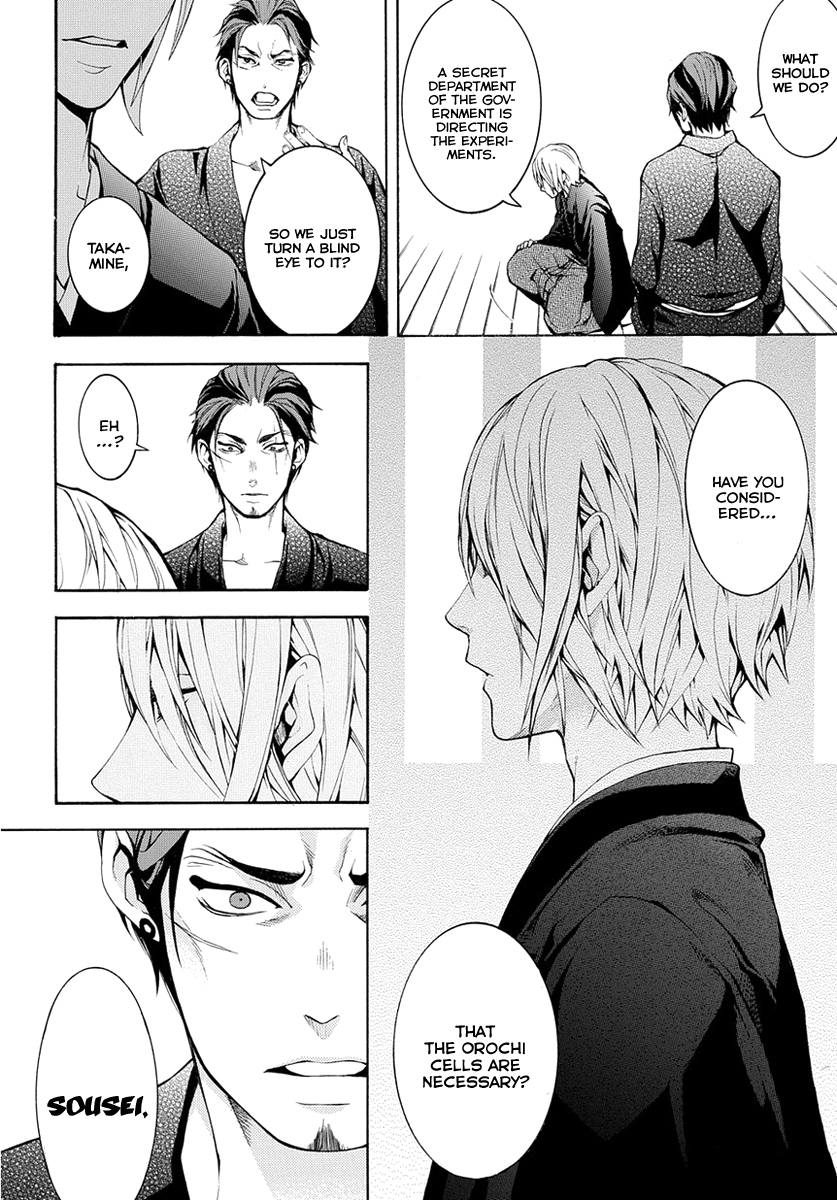 WHAT
SHOULD
WE DO?
A SECRET
DEPARTMENT
OF THE GOV-
ERNMENT IS
DIRECTING
THE EXPERI-
MENTS.
SO WE JUST
TURN A BLIND
EYE TO IT?
TAKA-
MINE,
HAVE YOU
CONSID-
ERED...
THAT
THE OROCHI
CELLS ARE
NECESSARY?
EH
...?
SOUSEI.